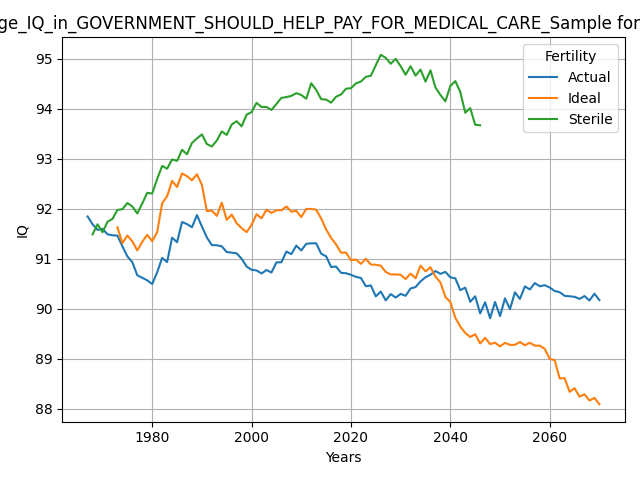 ge_IQ_in_GOVERNMENT_SHOULD_HELP_PAY_FOR_MEDICAL_CARE_Sample for
Fertility
Actual
Ideal
Sterile
95
94
93
92
91
90
89
88
IQ
1980 2000 2020 2040 2060
Years